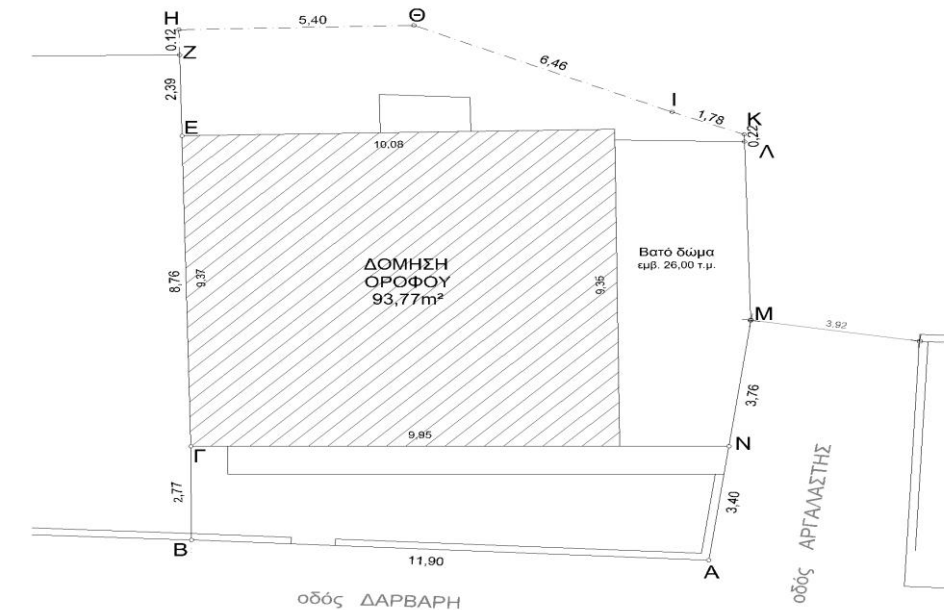 Η
5,40
Θ
0.12
Ζ
6,46
2,39
Ι
1,78
Κ
0,22
Λ
Ε
10,08
Βατό δώμα
εμβ. 26,00 τ.μ.
ΔΟΜΗΣΗ
ΟΡΟΦΟΥ
93,77m²
8,76
9,37
9,35
Μ
3,92
3,76
9,95
Γ
Ν
2,77
3,40
Β
11,90
Α
οδός ΑΡΓΑΛΑΣΤΗΣ
οδός ΔΑΡΒΑΡΗ